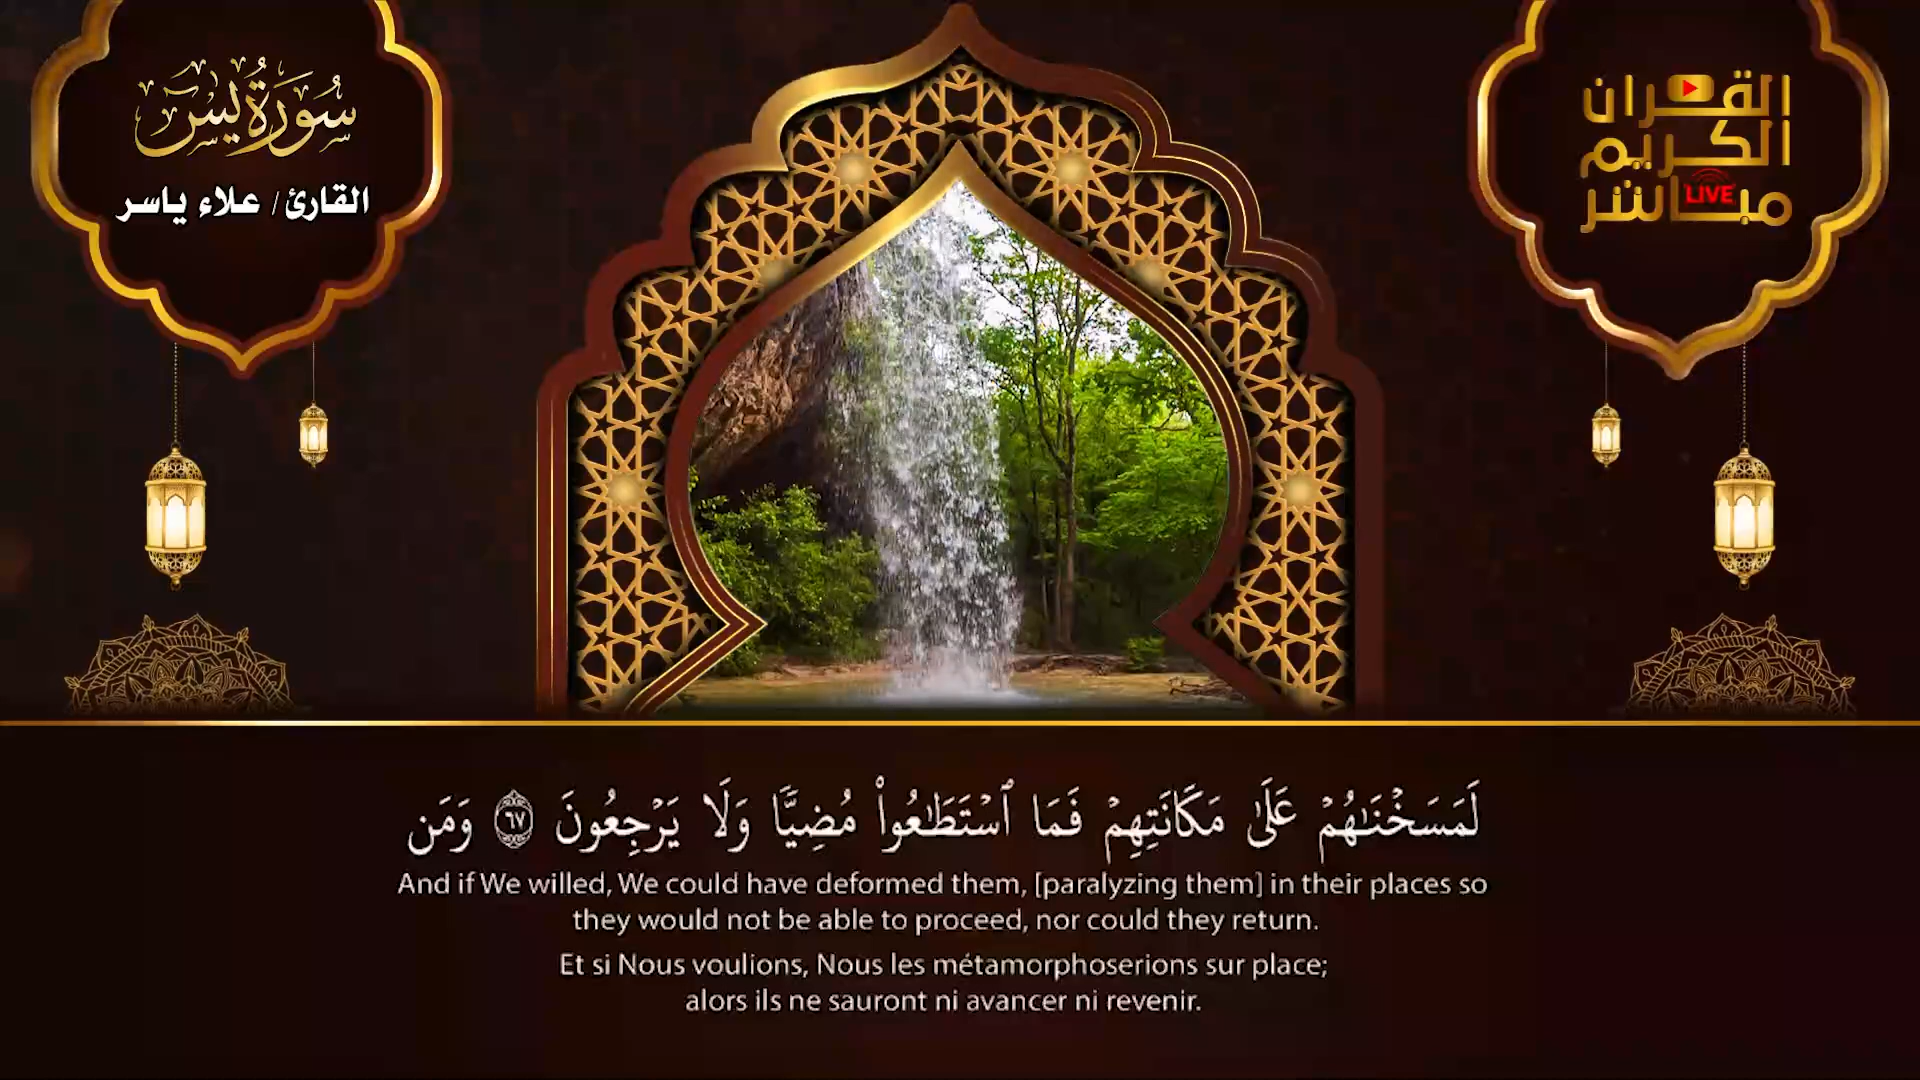 سُورَةُ يسٓ
القارئ / علاء ياسر
القران
الكريم
مباشر
LIVE
لَمَسَخْنَٰهُمْ عَلَىٰ مَكَانَتِهِمْ فَمَا ٱسْتَطَٰعُوا۟ مُضِيًّا وَلَا يَرْجِعُونَ ٦٧ وَمَن
And if We willed, We could have deformed them, [paralyzing them] in their places so
they would not be able to proceed, nor could they return.
Et si Nous voulions, Nous les métamorphoserions sur place;
alors ils ne sauront ni avancer ni revenir.